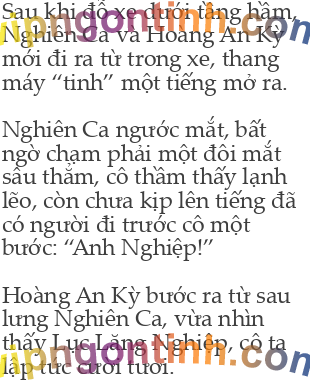 Sau khi đỗ xe dưới tầng hầm,
Nghiên Ca và Hoàng An Kỳ
mới đi ra từ trong xe, thang
máy “tinh” một tiếng mở ra.
Nghiên Ca ngước mắt, bất
ngờ chạm phải một đôi mắt
sâu thẳm, cô thầm thấy lạnh
lẽo, còn chưa kịp lên tiếng đã
có người đi trước cô một
bước: “Anh Nghiệp!”
Hoàng An Kỳ bước ra từ sau
lưng Nghiên Ca, vừa nhìn
thấy Lục Lăng Nghiệp, cô ta
lập tức cười tươi.
vipngontinh.com
vipngontinh.com